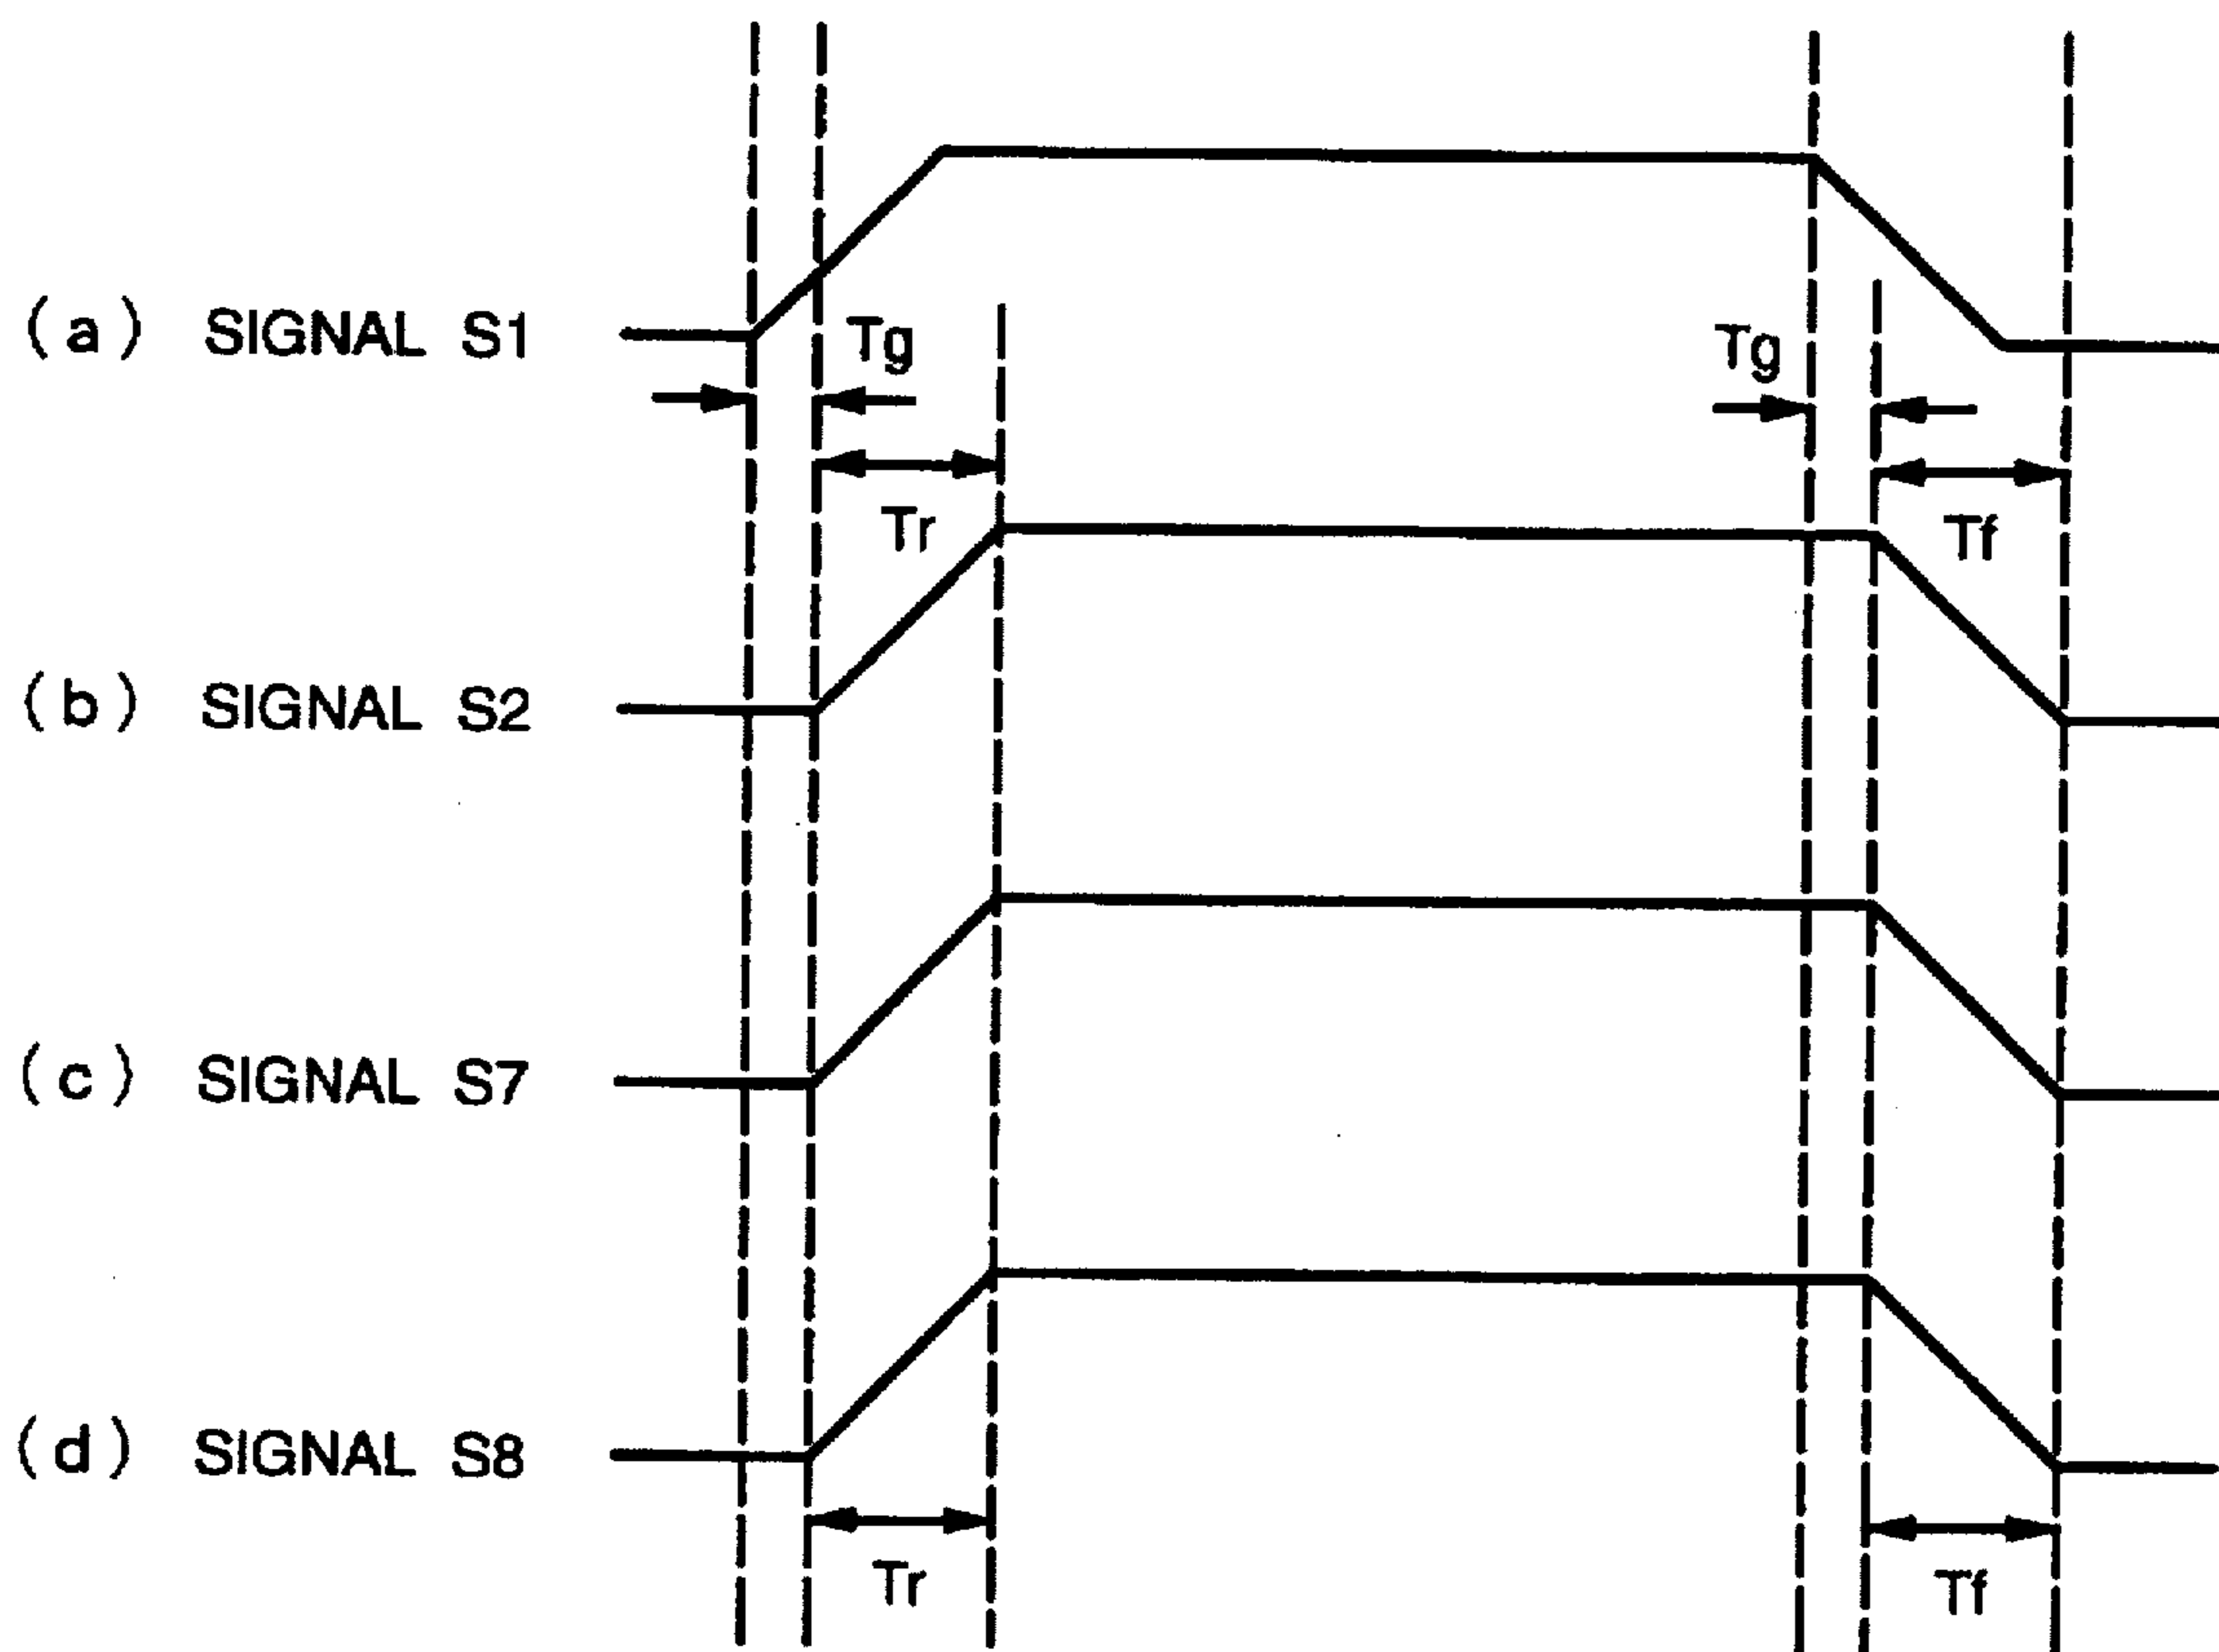 (a) SIGNAL S1
Tg
Tg
Tr
Tf
(b) SIGNAL S2
(c) SIGNAL S7
(d) SIGNAL S8
Tr
Tf